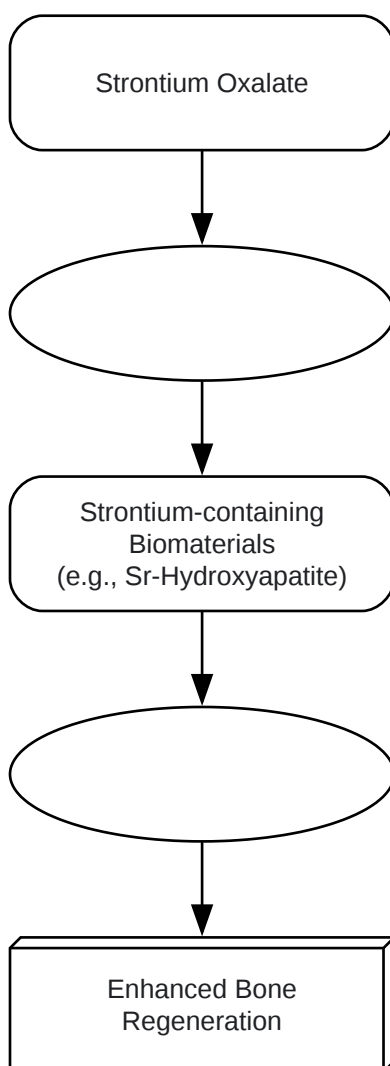 Strontium Oxalate
Strontium-containing
Biomaterials
(e.g., Sr-Hydroxyapatite)
Enhanced Bone
Regeneration